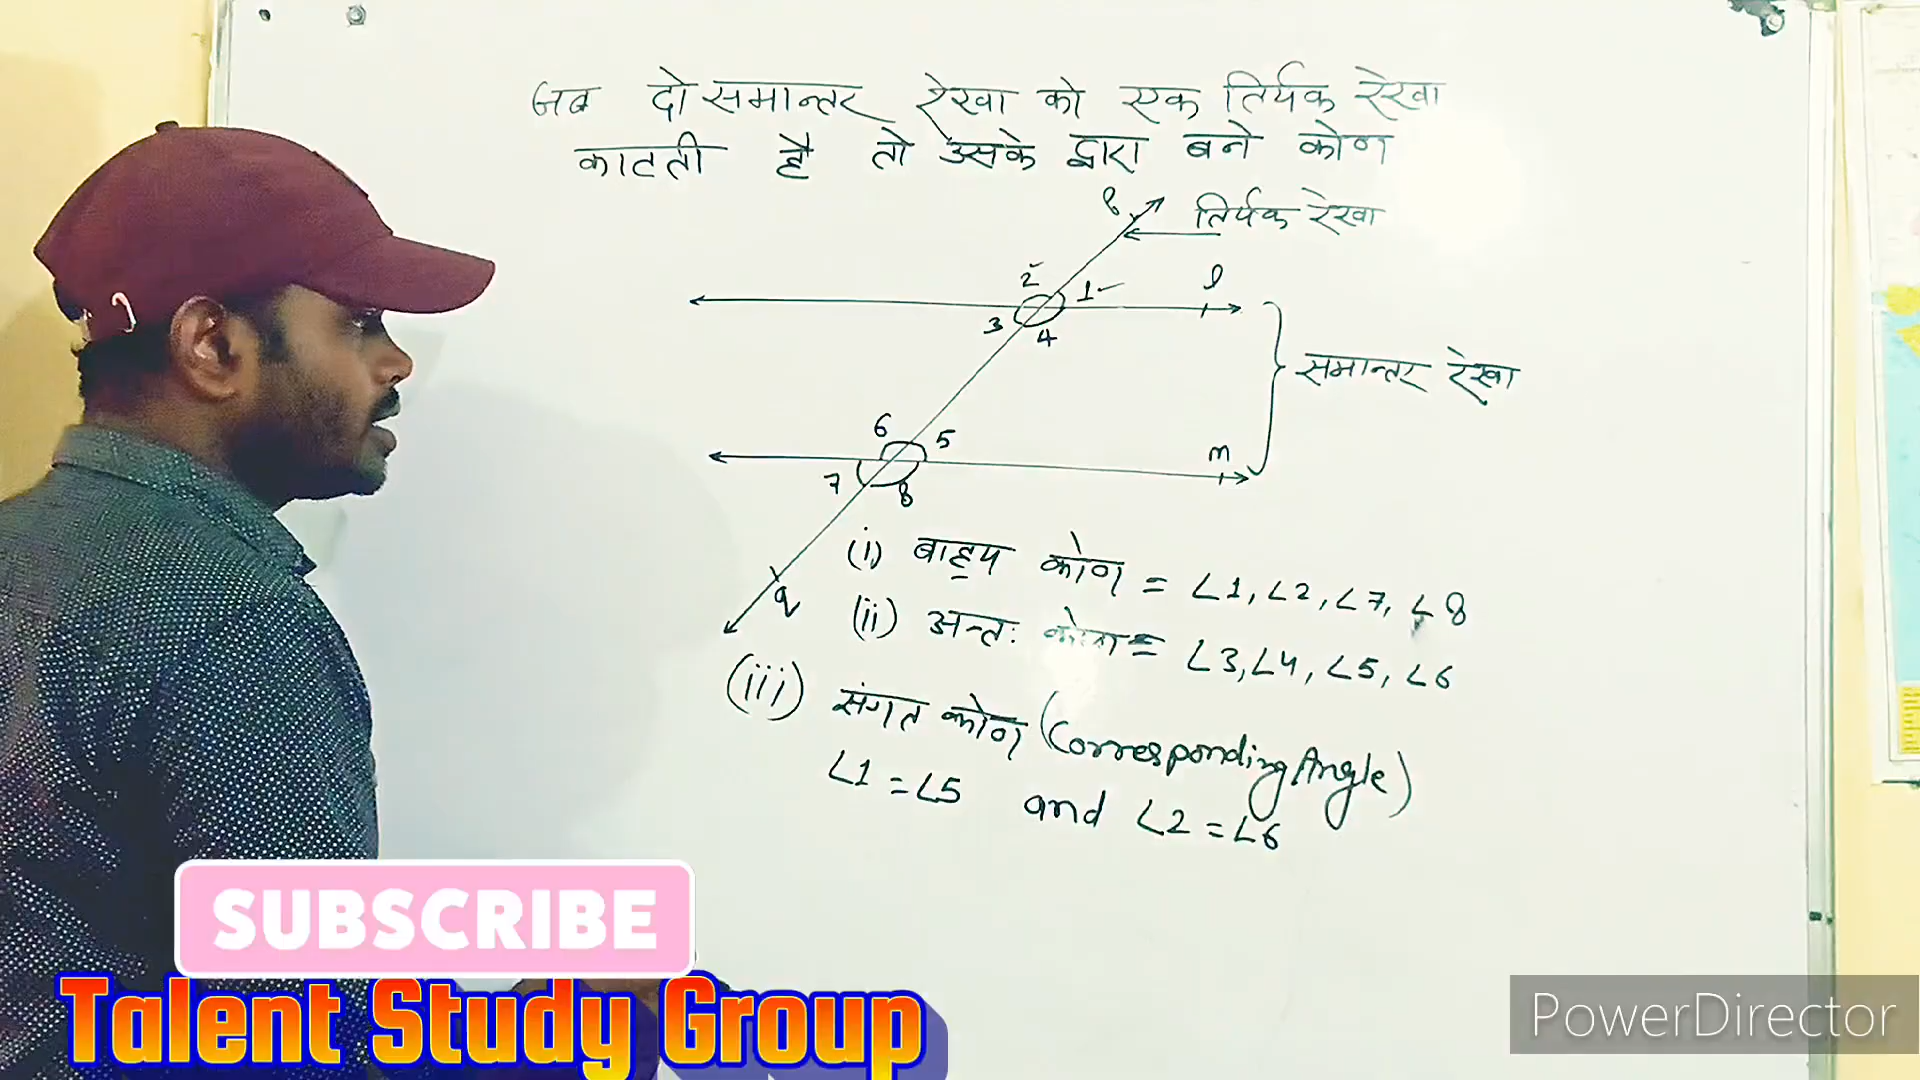 जब दो समान्तर रेखा को एक तिर्यक रेखा
काटती है तो उसके द्वारा बने कोण
P
तिर्यक रेखा
2 1 l
3 4
समान्तर रेखा
6 5 m
7 8
q
(i) बाह्य कोण = ∠1, ∠2, ∠7, ∠8
(ii) अन्तः कोण = ∠3, ∠4, ∠5, ∠6
(iii) संगत कोण (Corresponding Angle)
∠1 = ∠5 and ∠2 = ∠6
SUBSCRIBE
Talent Study Group
PowerDirector